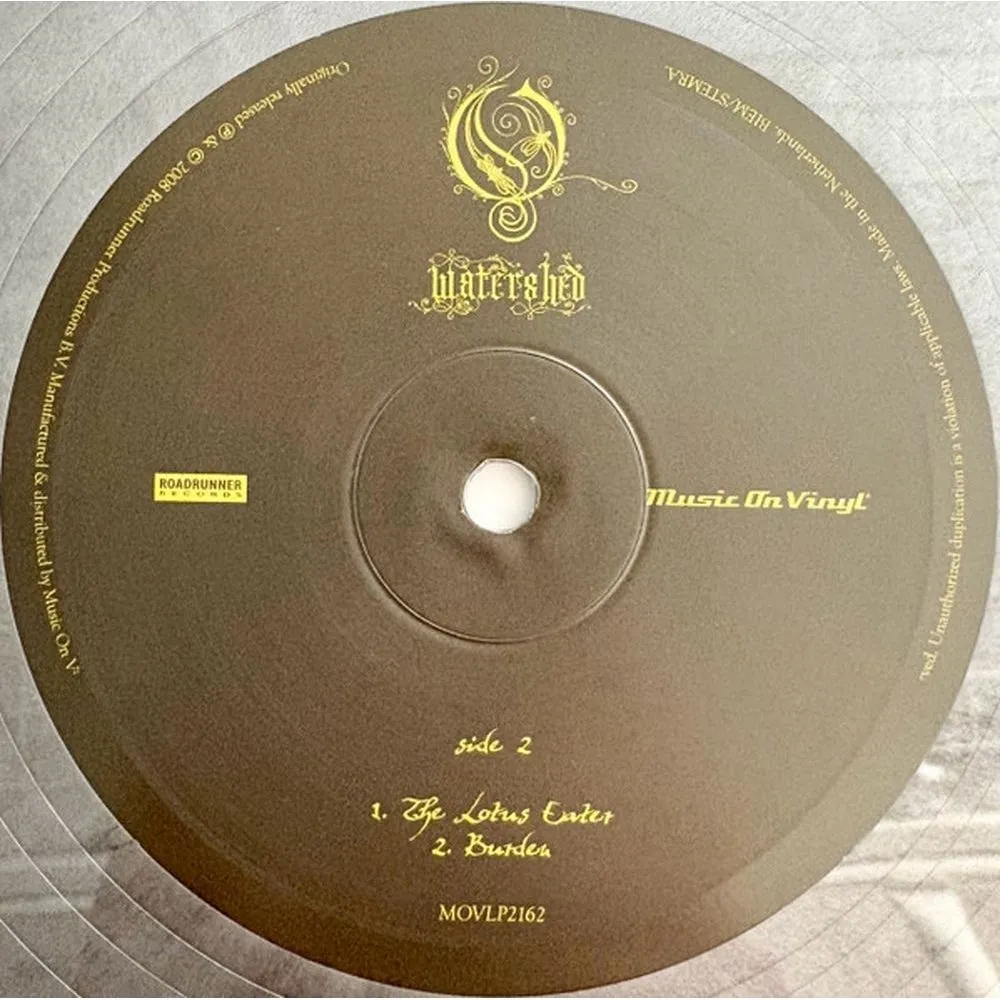 Watershed
ROADRUNNER
RECORDS
Music On Vinyl
side 2
1. The Lotus Eater
2. Burden
MOVLP2162
Originally released ℗ & © 2008 Roadrunner Productions B.V. Manufactured & distributed by Music On
Unauthorized duplication is a violation of applicable laws. Made in the Netherlands. BIEM/STEMRA.